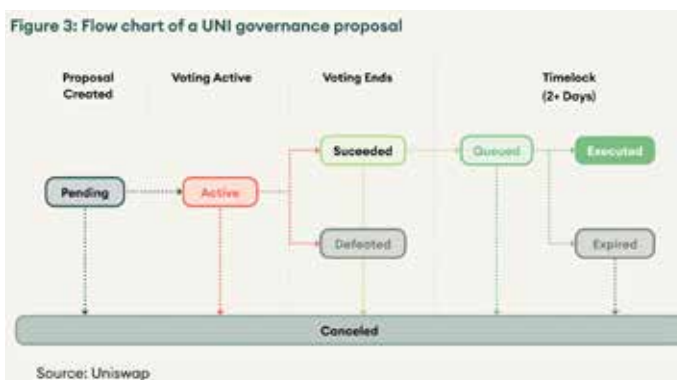 Figure 3: Flow chart of a UNI governance proposal
Proposal Created
Voting Active
Voting Ends
Timelock
(2+ Days)
Suceeded
Queued
Executed
Pending
Active
Defeated
Expired
Canceled
Source: Uniswap